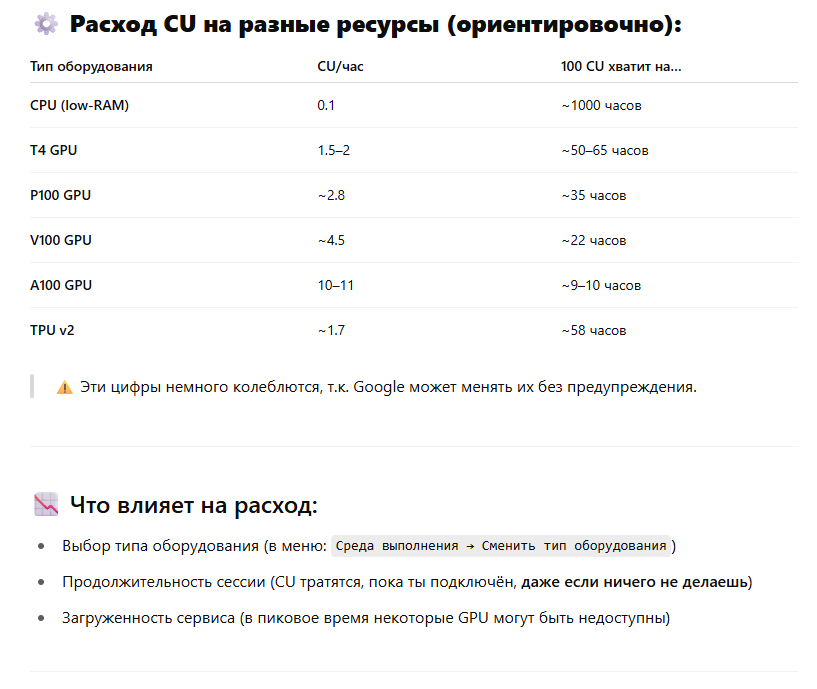 ⚙️ Расход CU на разные ресурсы (ориентировочно):
Тип оборудования CU/час 100 CU хватит на...
CPU (low-RAM) 0.1 ~1000 часов
T4 GPU 1.5–2 ~50–65 часов
P100 GPU ~2.8 ~35 часов
V100 GPU ~4.5 ~22 часов
A100 GPU 10–11 ~9–10 часов
TPU v2 ~1.7 ~58 часов
⚠️ Эти цифры немного колеблются, т.к. Google может менять их без предупреждения.
📉 Что влияет на расход:
• Выбор типа оборудования (в меню: Среда выполнения → Сменить тип оборудования)
• Продолжительность сессии (CU тратятся, пока ты подключён, даже если ничего не делаешь)
• Загруженность сервиса (в пиковое время некоторые GPU могут быть недоступны)